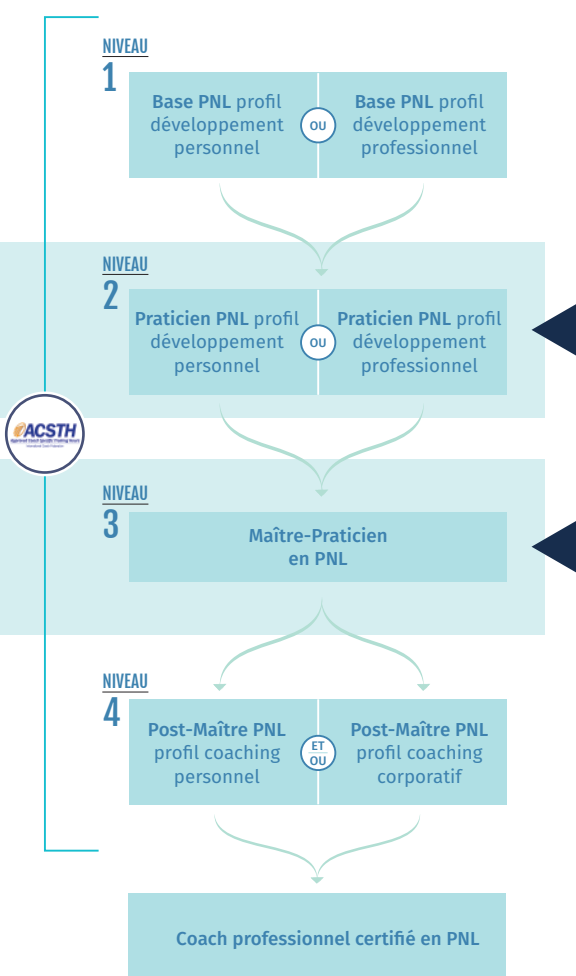 NIVEAU
1
Base PNL profil
développement
personnel
OU
Base PNL profil
développement
professionnel
NIVEAU
2
Praticien PNL profil
développement
personnel
OU
Praticien PNL profil
développement
professionnel
ACSTH
NIVEAU
3
Maître-Praticien
en PNL
NIVEAU
4
Post-Maître PNL
profil coaching
personnel
ET
OU
Post-Maître PNL
profil coaching
corporatif
Coach professionnel certifié en PNL